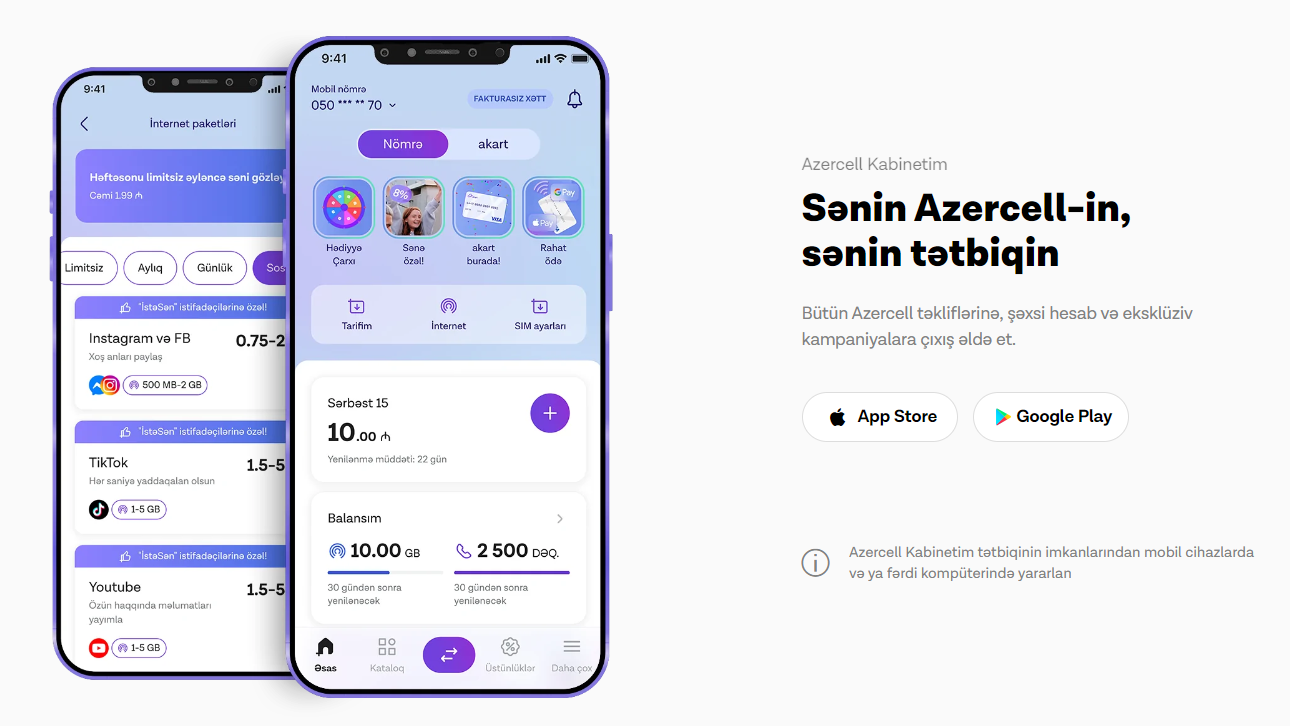 9:41
İnternet paketləri
Həftəsonu limitsiz əyləncə səni gözləy
Cəmi 1.99 ₼
Limitsiz
Aylıq
Günlük
Sos
"İstəSən" istifadəçilərinə özəl!
Instagram və FB
0.75-2
Xoş anları paylaş
500 MB-2 GB
"İstəSən" istifadəçilərinə özəl!
TikTok
1.5-5
Hər saniyə yaddaqalan olsun
1-5 GB
"İstəSən" istifadəçilərinə özəl!
Youtube
1.5-5
Özün haqqında məlumatları
yayımla
1-5 GB
9:41
Mobil nömrə
050 *** ** 70
FAKTURASIZ XƏTT
Nömrə
akart
8%
VISA
G Pay
Pay
Hədiyyə
Çarxı
Sənə
özəl!
akart
burada!
Rahat
ödə
Tarifim
İnternet
SIM ayarları
Sərbəst 15
10.00 ₼
Yenilənmə müddəti: 22 gün
Balansım
10.00 GB
2 500 DƏQ.
30 gündən sonra
yenilənəcək
30 gündən sonra
yenilənəcək
Əsas
Kataloq
Üstünlüklər
Daha çox
Azercell Kabinetim
Sənin Azercell-in,
sənin tətbiqin
Bütün Azercell təkliflərinə, şəxsi hesab və eksklüziv
kampaniyalara çıxış əldə et.
App Store
Google Play
Azercell Kabinetim tətbiqinin imkanlarından mobil cihazlarda
və ya fərdi kompüterində yararlan